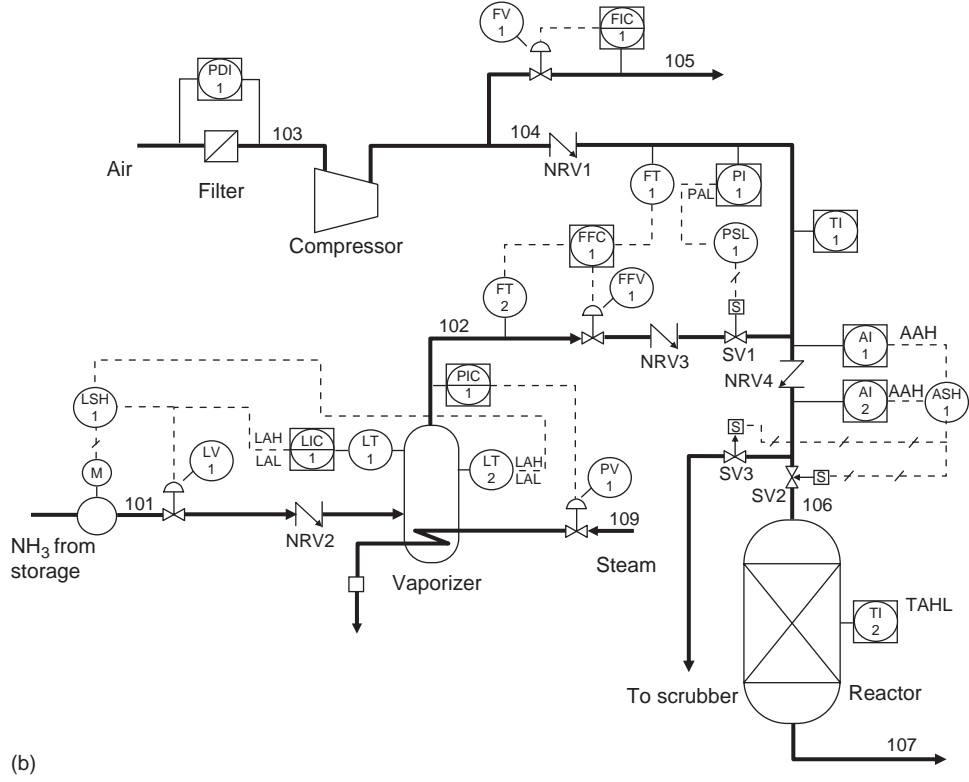 FV
1
FIC
1
105
PDI
1
103
104
Air
Filter
NRV1
Compressor
FT
1
PAL
PI
1
PSL
1
TI
1
FFC
1
FT
2
FFV
1
S
102
NRV3
SV1
AI
1
AAH
NRV4
PIC
1
AI
2
AAH
ASH
1
LSH
1
LAH
LAL
LIC
1
LT
1
LT
2
LAH
LAL
PV
1
S
SV3
S
SV2
M
LV
1
101
109
106
NRV2
NH3 from
storage
Steam
Vaporizer
TI
2
TAHL
To scrubber
Reactor
107
(b)